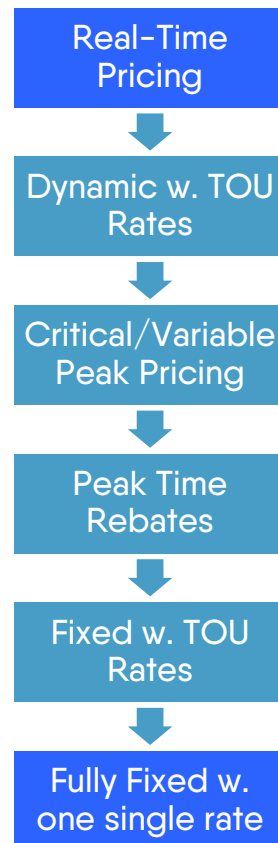 Real-Time
Pricing
Dynamic w. TOU
Rates
Critical/Variable
Peak Pricing
Peak Time
Rebates
Fixed w. TOU
Rates
Fully Fixed w.
one single rate